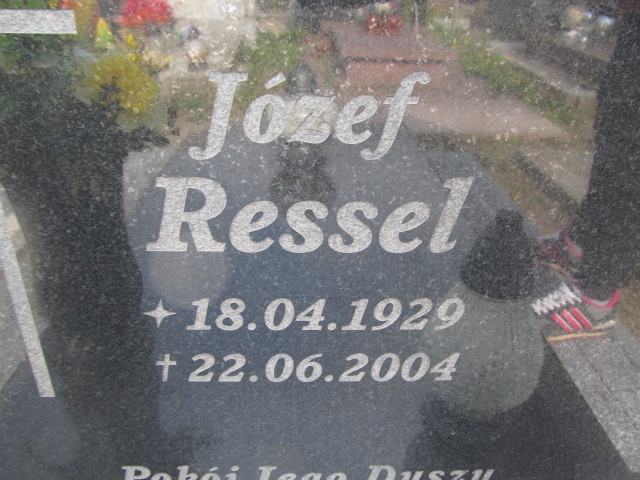 Józef
Ressel
✦18.04.1929
†22.06.2004
Pokój Jego Duszy